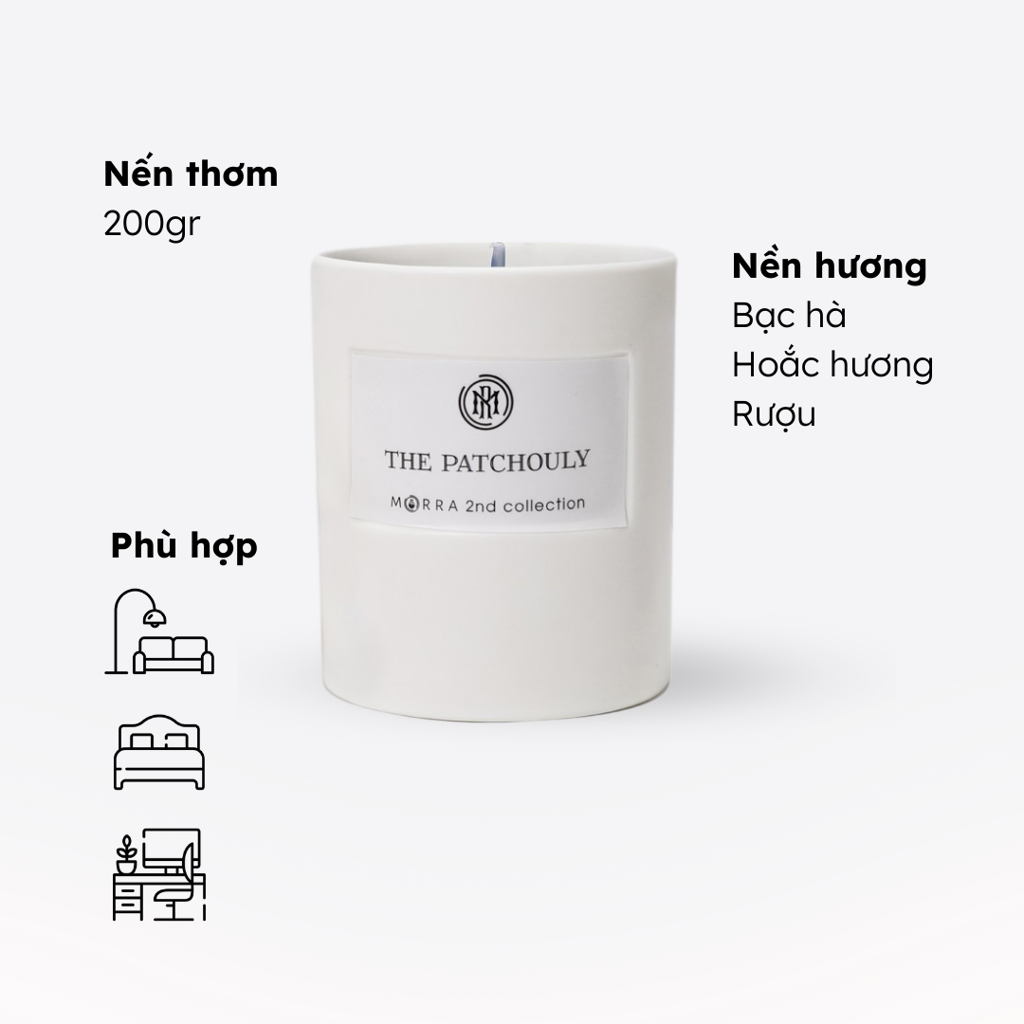 Nến thơm
200gr
Nền hương
Bạc hà
Hoắc hương
Rượu
THE PATCHOULY
MORRA 2nd collection
Phù hợp